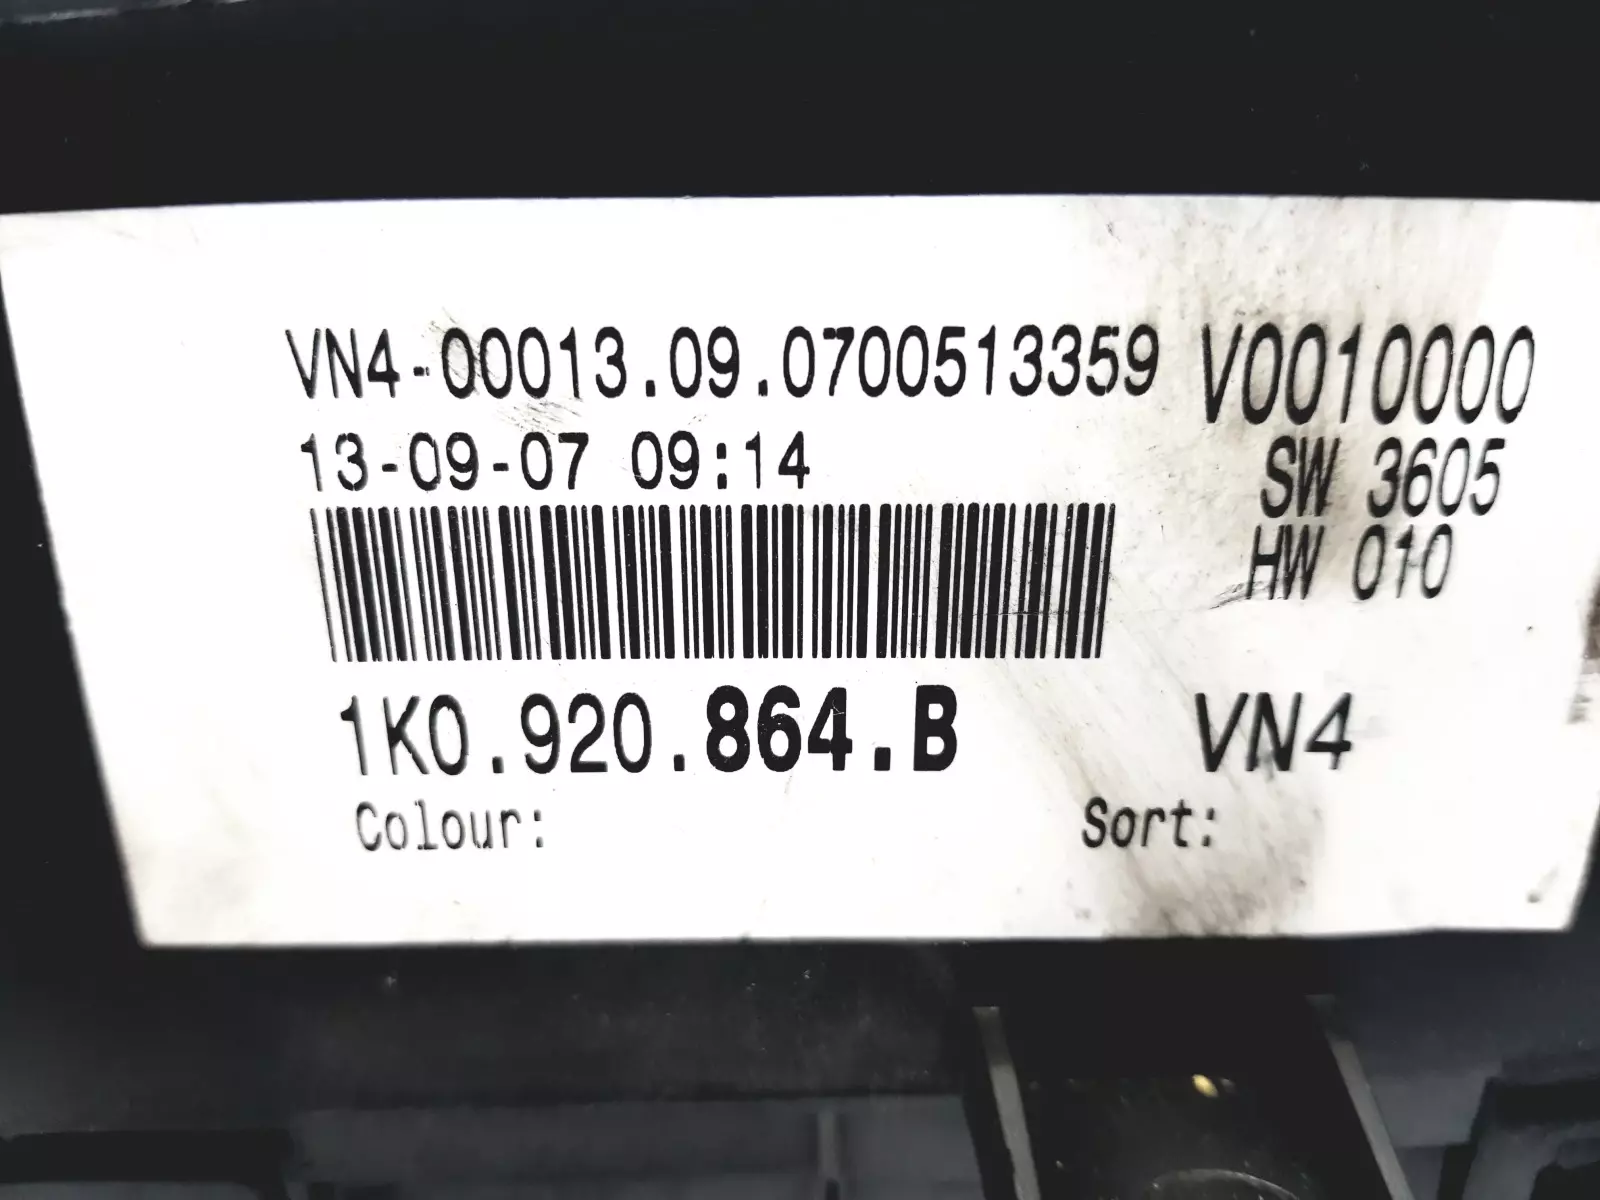 VN4-00013.09.0700513359 V0010000
13-09-07 09:14 SW 3605
HW 010
1K0.920.864.B VN4
Colour: Sort: